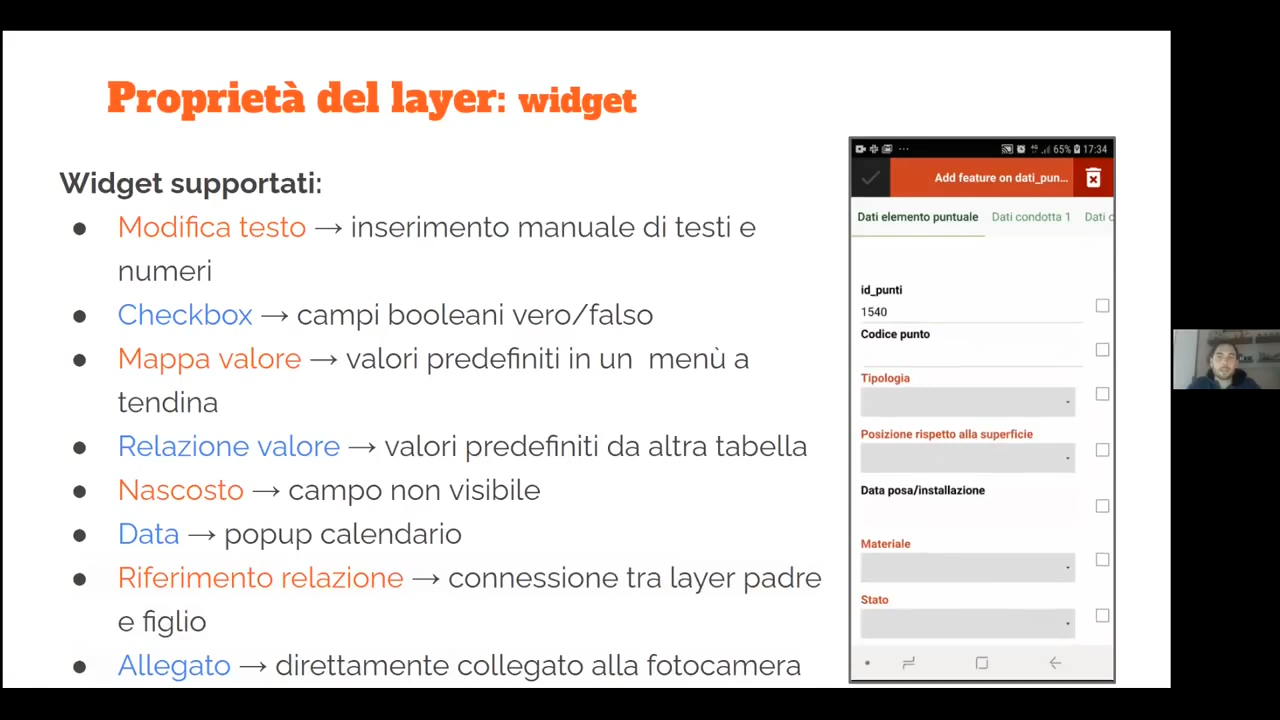 Proprietà del layer: widget
Widget supportati:
● Modifica testo → inserimento manuale di testi e
numeri
● Checkbox → campi booleani vero/falso
● Mappa valore → valori predefiniti in un menù a
tendina
● Relazione valore → valori predefiniti da altra tabella
● Nascosto → campo non visibile
● Data → popup calendario
● Riferimento relazione → connessione tra layer padre
e figlio
● Allegato → direttamente collegato alla fotocamera
65% 17:34
Add feature on dati_pun...
Dati elemento puntuale Dati condotta 1 Dati c
id_punti
1540
Codice punto
Tipologia
Posizione rispetto alla superficie
Data posa/installazione
Materiale
Stato